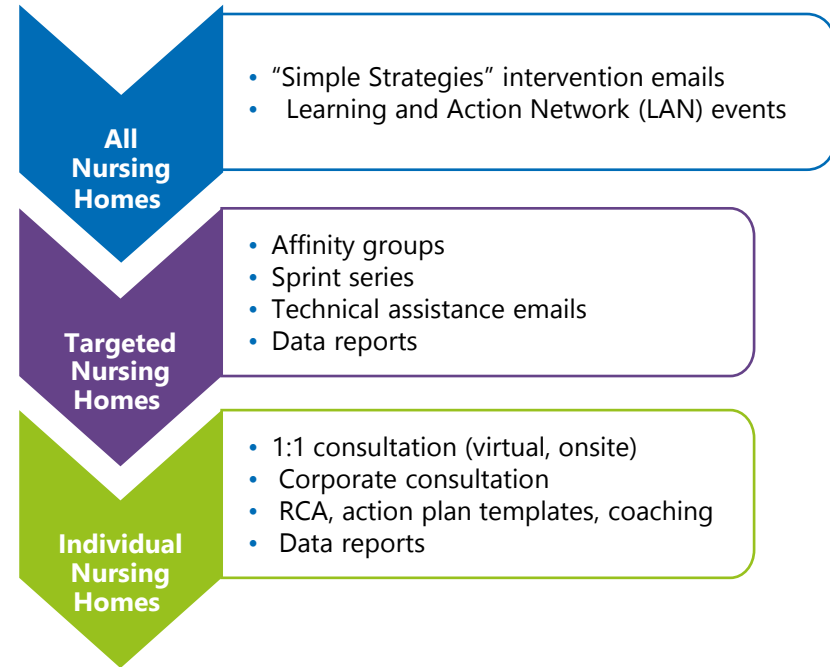 All
Nursing
Homes
• “Simple Strategies” intervention emails
• Learning and Action Network (LAN) events
Targeted
Nursing
Homes
• Affinity groups
• Sprint series
• Technical assistance emails
• Data reports
Individual
Nursing
Homes
• 1:1 consultation (virtual, onsite)
• Corporate consultation
• RCA, action plan templates, coaching
• Data reports